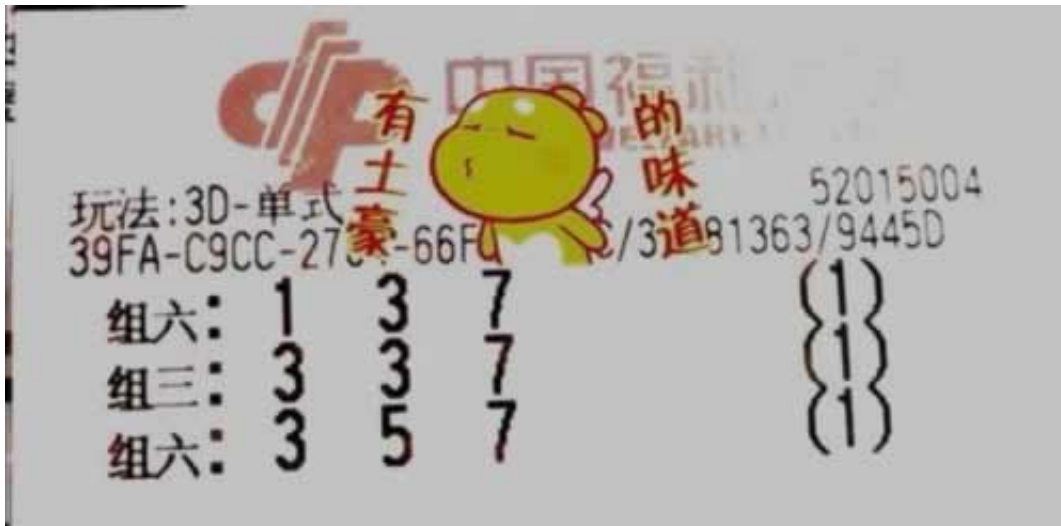 中国福利
有土豪的味道
52015004
玩法:3D-单式
39FA-C9CC-27 -66F C/3 81363/9445D
组六: 1 3 7 (1)
组三: 3 3 7 (1)
组六: 3 5 7 (1)